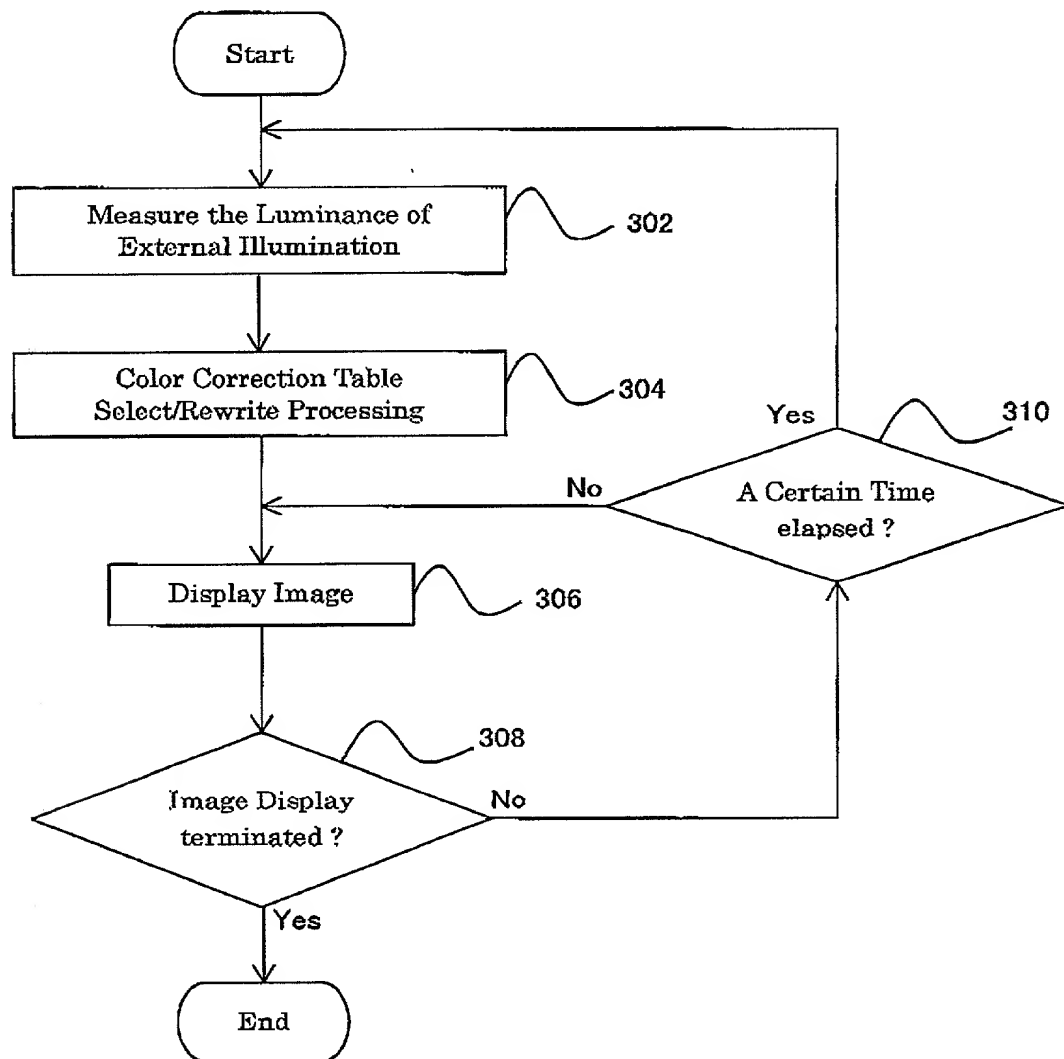 Start
Measure the Luminance of
External Illumination
302
Color Correction Table
Select/Rewrite Processing
304
Yes
310
No
A Certain Time
elapsed ?
Display Image
306
308
Image Display
terminated ?
No
Yes
End